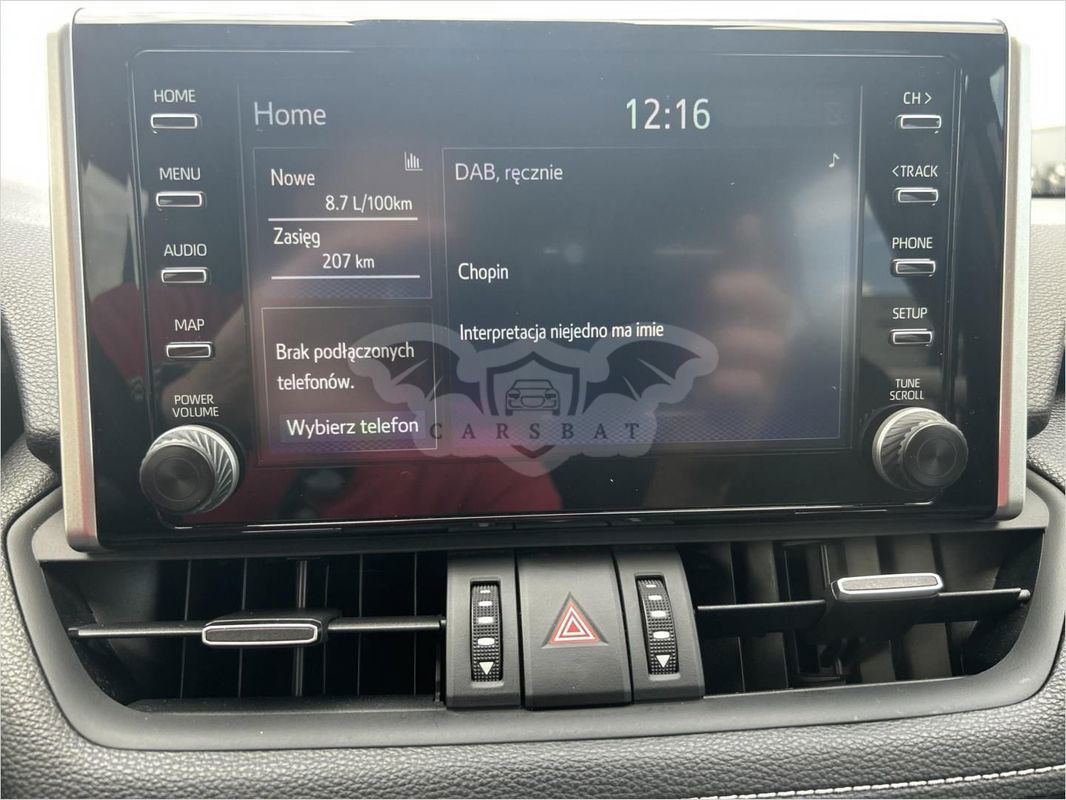 HOME
MENU
AUDIO
MAP
POWER
VOLUME
Home
12:16
Nowe
8.7 L/100km
Zasięg
207 km
Brak podłączonych
telefonów.
Wybierz telefon
DAB, ręcznie
Chopin
Interpretacja niejedno ma imie
CARSBAT
CH >
<TRACK
PHONE
SETUP
TUNE
SCROLL